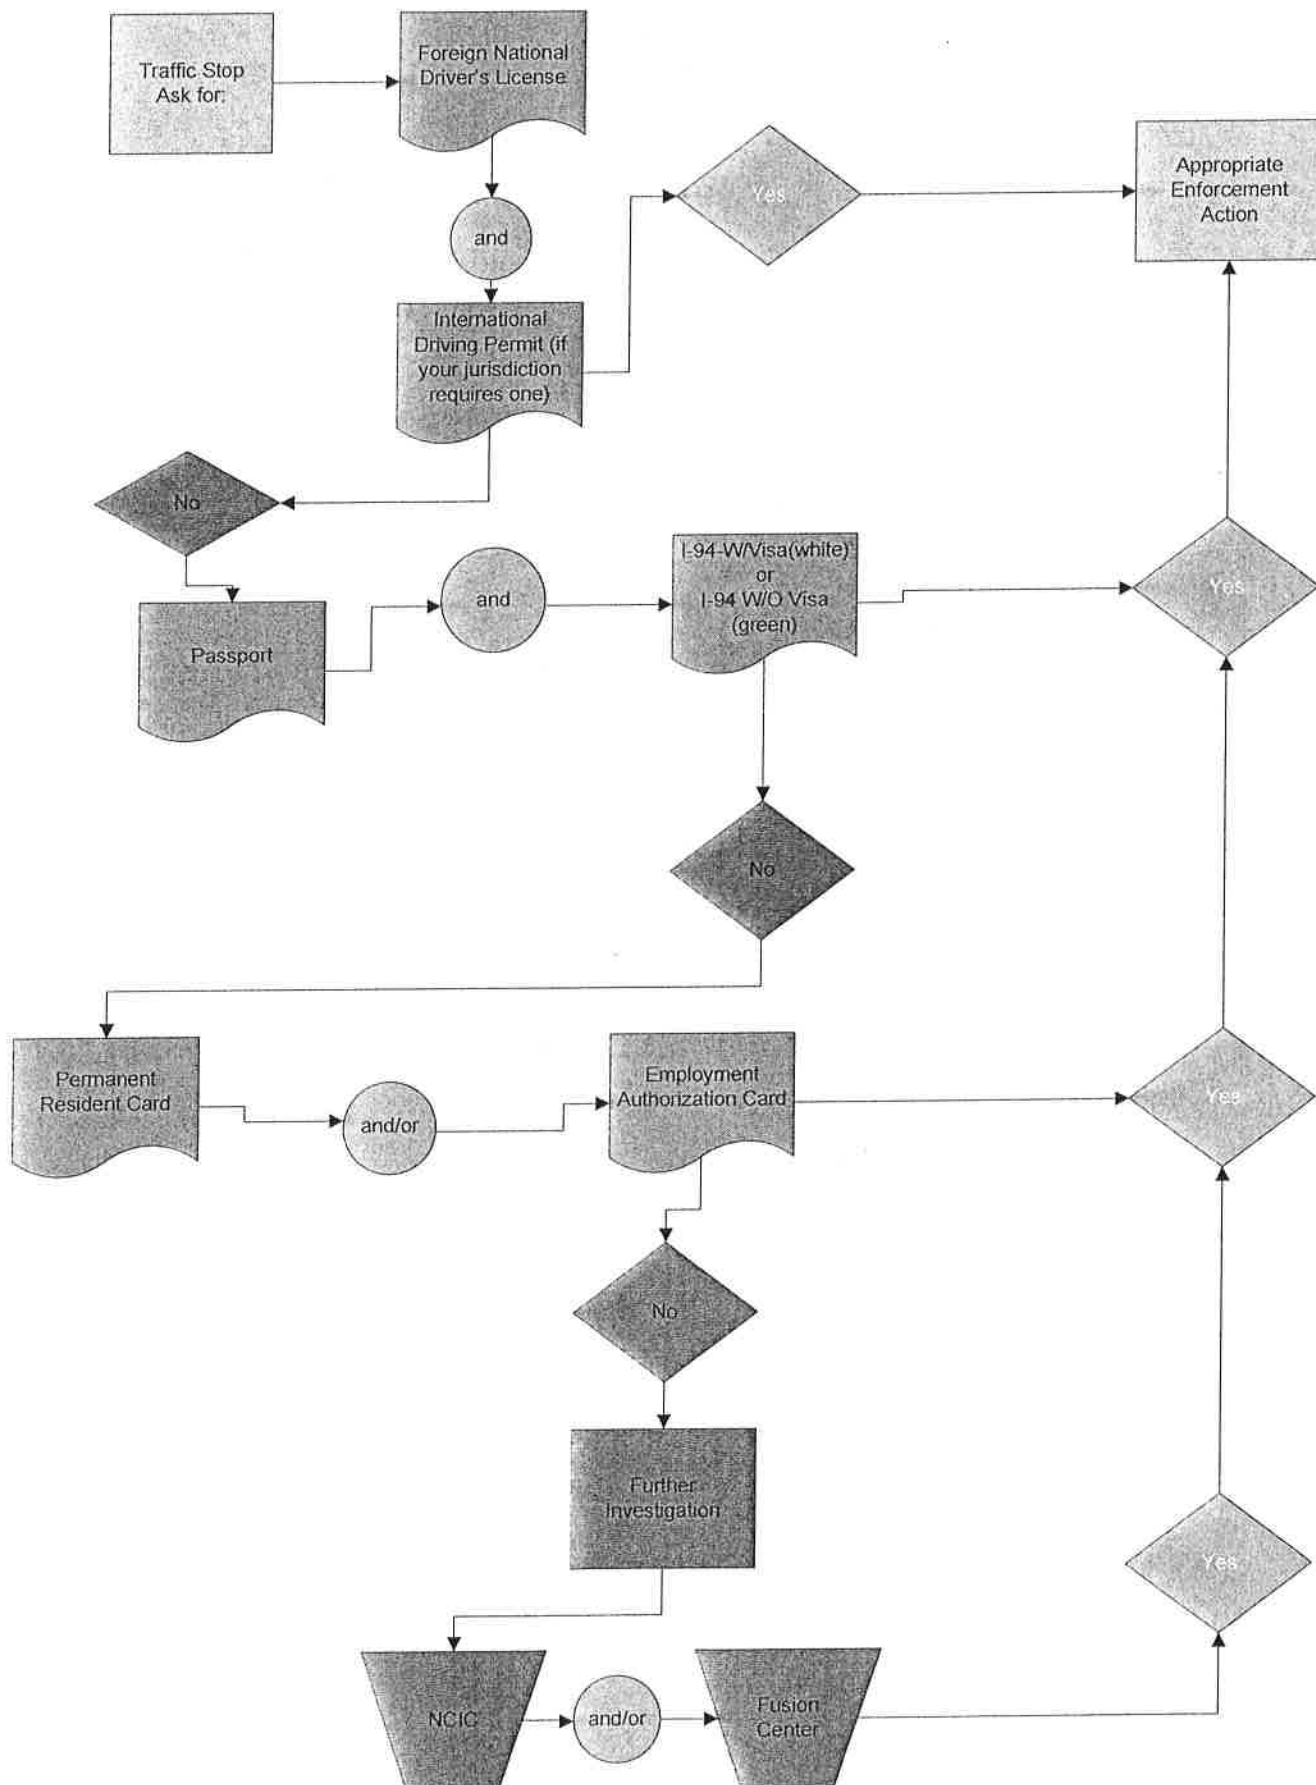 Traffic Stop
Ask for:
Foreign National
Driver's License
and
Yes
Appropriate
Enforcement
Action
International
Driving Permit (if
your jurisdiction
requires one)
No
Passport
and
I-94-W/Visa(white)
or
I-94 W/O Visa
(green)
Yes
No
Permanent
Resident Card
and/or
Employment
Authorization Card
Yes
No
Further
Investigation
Yes
NCIC
and/or
Fusion
Center